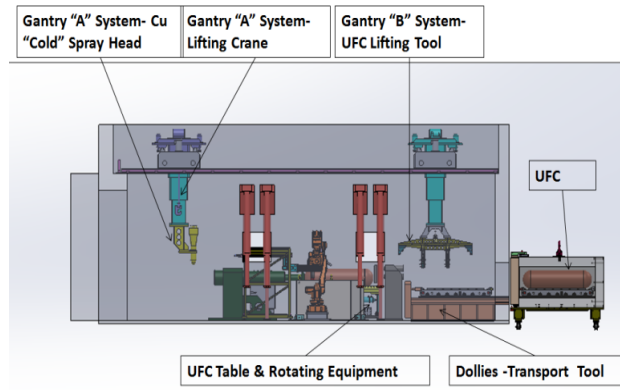 Gantry “A” System- Cu
“Cold” Spray Head
Gantry “A” System-
Lifting Crane
Gantry “B” System-
UFC Lifting Tool
UFC
UFC Table & Rotating Equipment
Dollies -Transport Tool